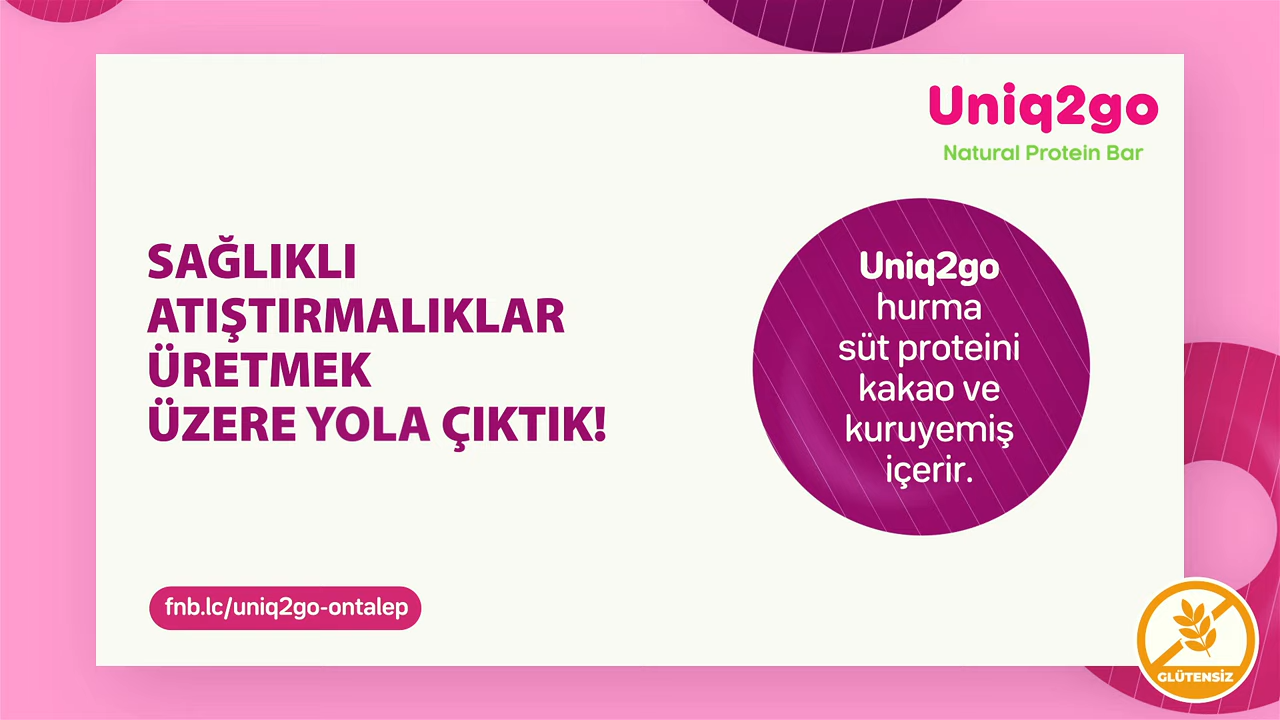 Uniq2go
Natural Protein Bar
SAĞLIKLI
ATIŞTIRMALIKLAR
ÜRETMEK
ÜZERE YOLA ÇIKTIK!
Uniq2go
hurma
süt proteini
kakao ve
kuruyemiş
içerir.
fnb.lc/uniq2go-ontalep
GLÜTENSİZ